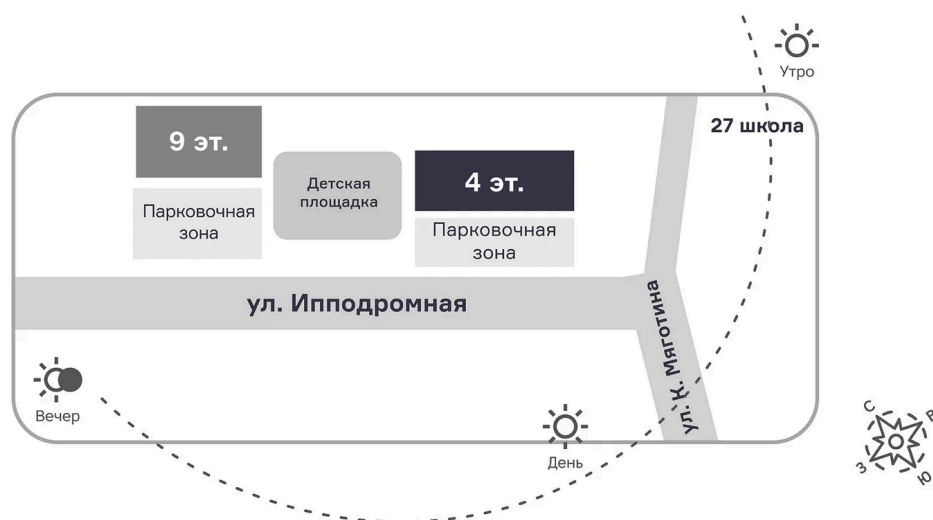 Утро
27 школа
9 эт.
Детская
площадка
4 эт.
Парковочная
зона
Парковочная
зона
ул. Ипподромная
ул. К. Мяготина
Вечер
День
С
В
З
Ю